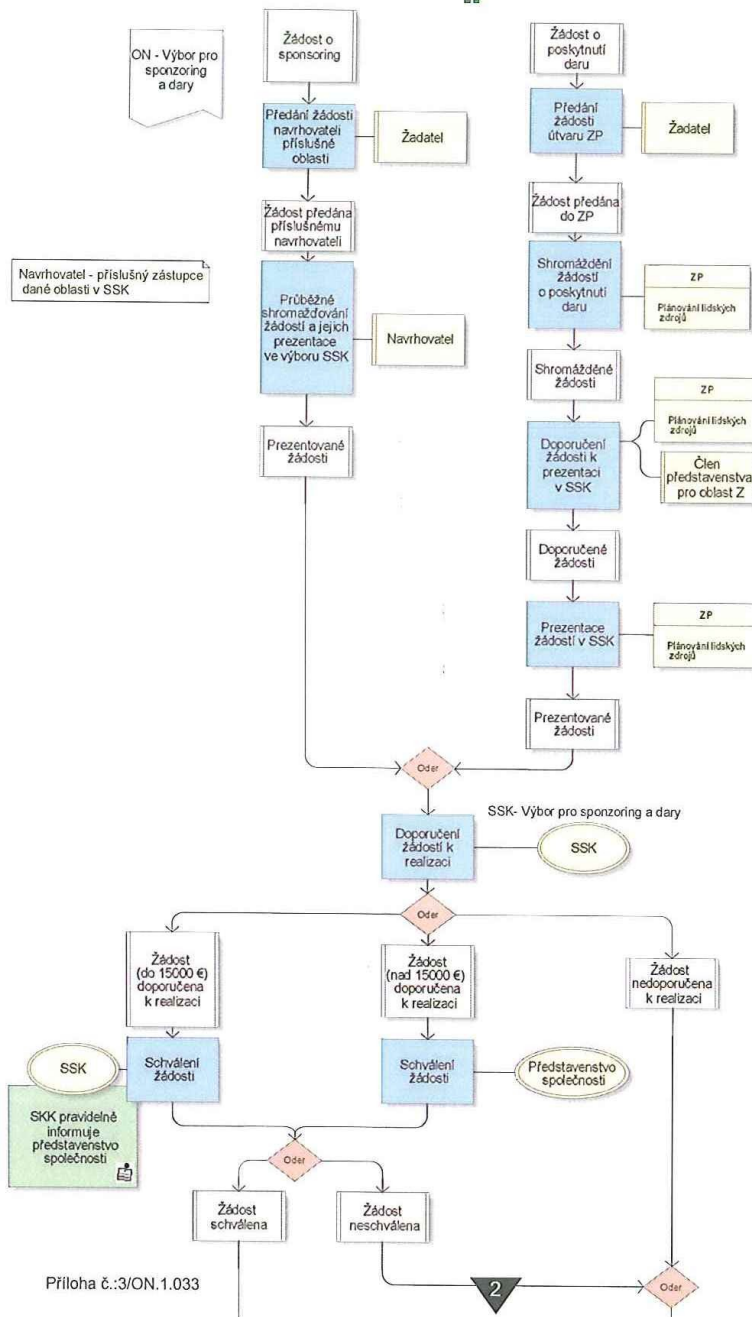 ON - Výbor pro
sponzoring
a dary
Žádost o
sponsoring
Předání žádosti
navrhovateli
příslušné
oblasti
Žadatel
Žádost předána
příslušnému
navrhovateli
Navrhovatel - příslušný zástupce
dané oblasti v SSK
Průběžné
shromažďování
žádostí a jejich
prezentace
ve výboru SSK
Navrhovatel
Prezentované
žádosti
Žádost o
poskytnutí
daru
Předání
žádosti
útvaru ZP
Žadatel
Žádost předána
do ZP
Shromáždění
žádostí
o poskytnutí
daru
ZP
Plánování lidských
zdrojů
Shromážděné
žádosti
Doporučení
žádostí k
prezentaci
v SSK
ZP
Plánování lidských
zdrojů
Člen
představenstva
pro oblast Z
Doporučené
žádosti
Prezentace
žádostí v SSK
ZP
Plánování lidských
zdrojů
Prezentované
žádosti
Oder
SSK- Výbor pro sponzoring a dary
Doporučení
žádostí k
realizaci
SSK
Oder
Žádost
(do 15000 €)
doporučena
k realizaci
Žádost
(nad 15000 €)
doporučena
k realizaci
Žádost
nedoporučena
k realizaci
SSK
Schválení
žádosti
Schválení
žádosti
Představenstvo
společnosti
SKK pravidelně
informuje
představenstvo
společnosti
Oder
Žádost
schválena
Žádost
neschválena
Příloha č.:3/ON.1.033
2
Oder